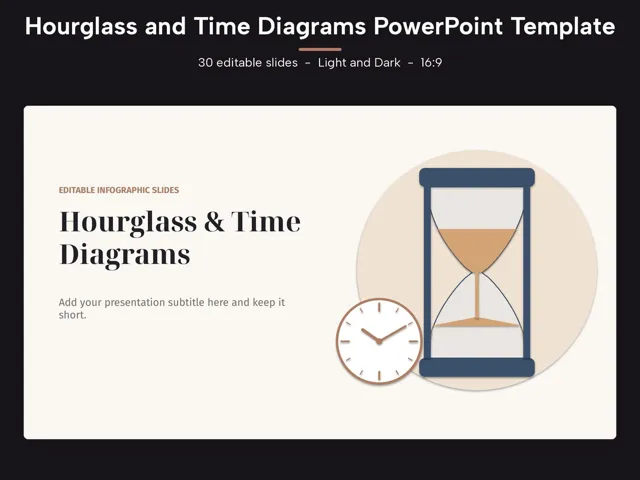 Hourglass and Time Diagrams PowerPoint Template
30 editable slides - Light and Dark - 16:9
EDITABLE INFOGRAPHIC SLIDES
Hourglass & Time
Diagrams
Add your presentation subtitle here and keep it
short.